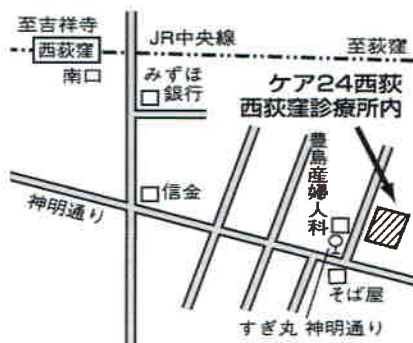 至吉祥寺
西荻窪
南口
JR中央線
至荻窪
みずほ
銀行
ケア24西荻
西荻窪診療所内
豊島産婦人科
信金
神明通り
そば屋
すぎ丸 神明通り